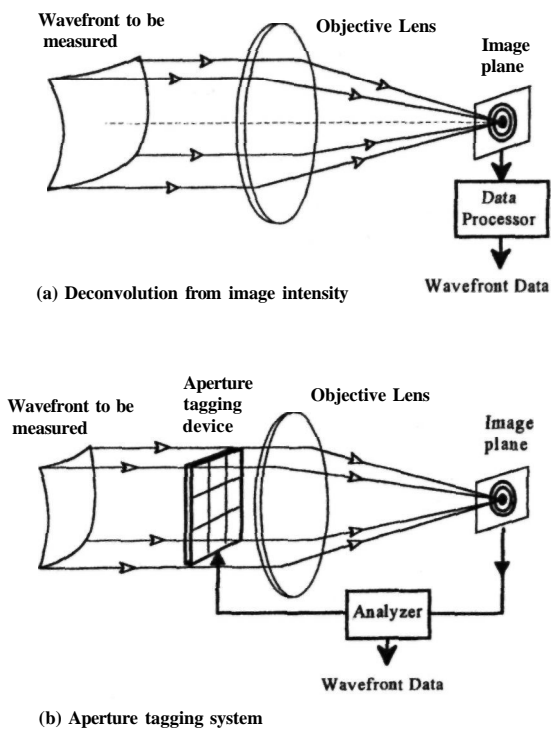 Wavefront to be
measured
Objective Lens
Image
plane
Data
Processor
Wavefront Data
(a) Deconvolution from image intensity
Aperture
tagging
device
Objective Lens
Wavefront to be
measured
Image
plane
Analyzer
Wavefront Data
(b) Aperture tagging system